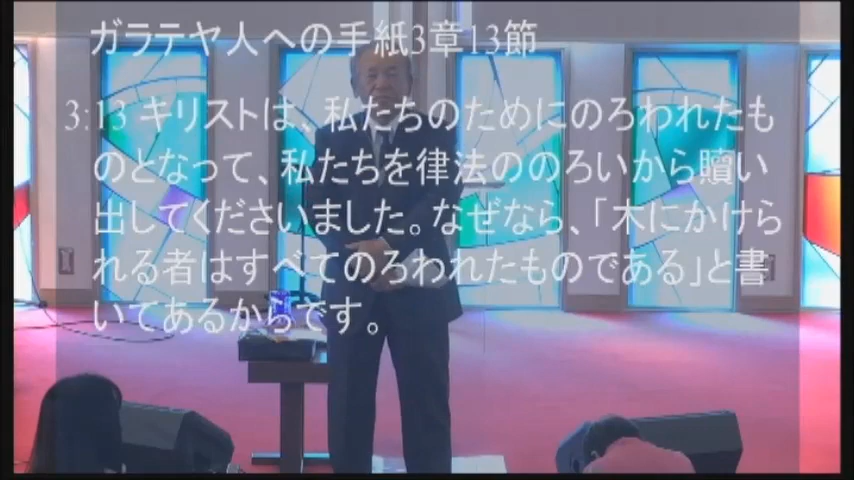 ガラテヤ人への手紙3章13節
3:13 キリストは、私たちのためにのろわれたも
のとなって、私たちを律法ののろいから贖い
出してくださいました。なぜなら、「木にかけら
れる者はすべてのろわれたものである」と書
いてあるからです。